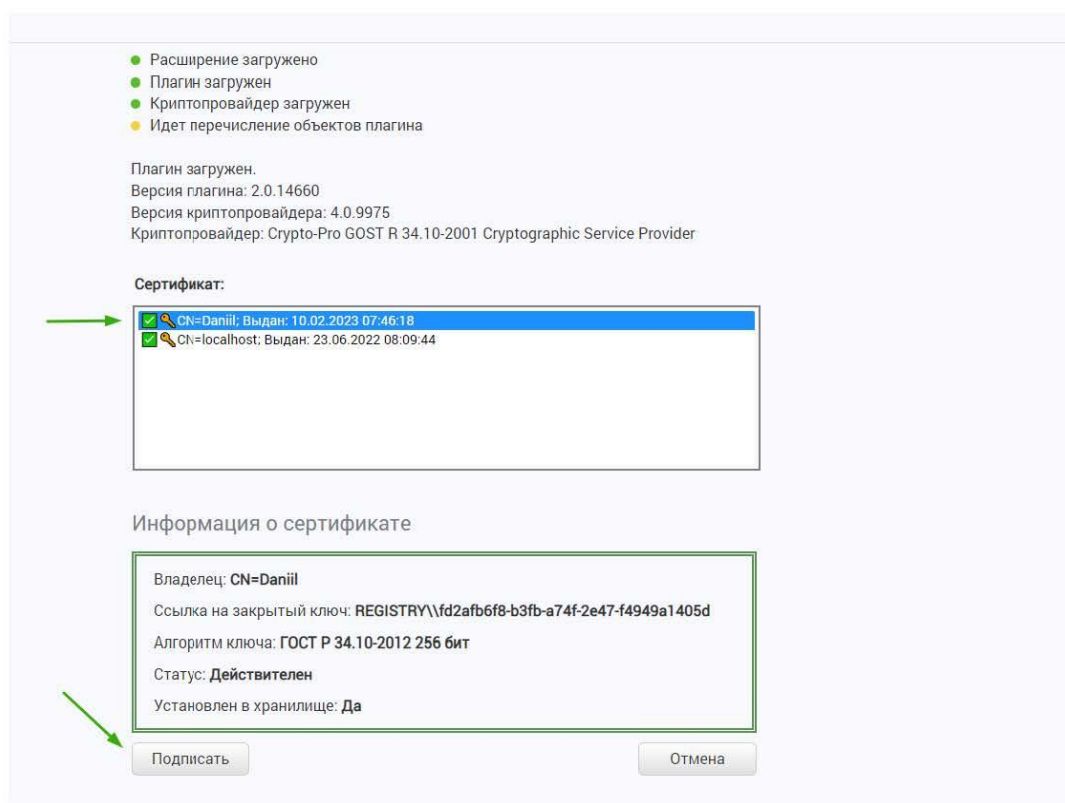 Расширение загружено
Плагин загружен
Криптопровайдер загружен
Идет перечисление объектов плагина
Плагин загружен.
Версия плагина: 2.0.14660
Версия криптопровайдера: 4.0.9975
Криптопровайдер: Crypto-Pro GOST R 34.10-2001 Cryptographic Service Provider
Сертификат:
CN=Daniil; Выдан: 10.02.2023 07:46:18
CN=localhost; Выдан: 23.06.2022 08:09:44
Информация о сертификате
Владелец: CN=Daniil
Ссылка на закрытый ключ: REGISTRY\\fd2afb6f8-b3fb-a74f-2e47-f4949a1405d
Алгоритм ключа: ГОСТ Р 34.10-2012 256 бит
Статус: Действителен
Установлен в хранилище: Да
Подписать Отмена